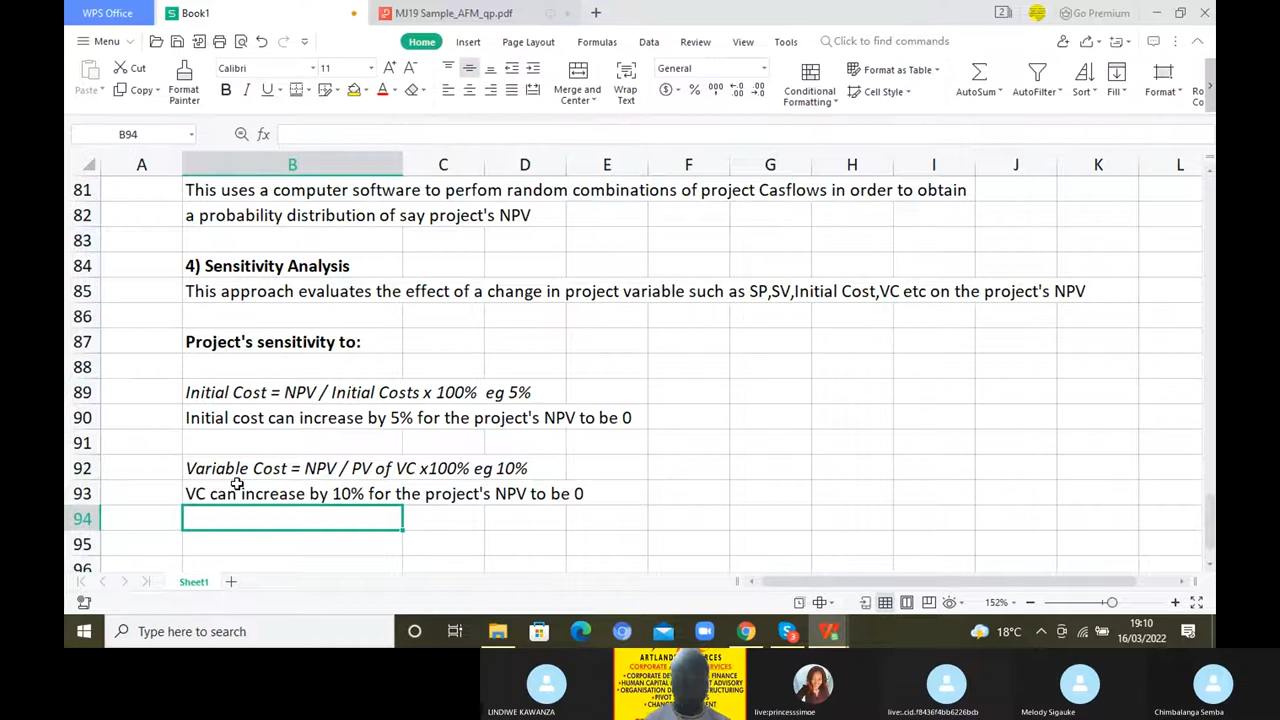 WPS Office
Book1
MJ19 Sample_AFM_qp.pdf
2
Go Premium
Menu
Home
Insert
Page Layout
Formulas
Data
Review
View
Tools
Click to find commands
Paste
Cut
Copy
Format
Painter
Calibri
11
Merge and
Center
Wrap
Text
General
Conditional
Formatting
Format as Table
Cell Style
AutoSum
AutoFilter
Sort
Fill
Format
B94
fx
A B C D E F G H I J K L
81 This uses a computer software to perfom random combinations of project Casflows in order to obtain
82 a probability distribution of say project's NPV
83
84 4) Sensitivity Analysis
85 This approach evaluates the effect of a change in project variable such as SP,SV,Initial Cost,VC etc on the project's NPV
86
87 Project's sensitivity to:
88
89 Initial Cost = NPV / Initial Costs x 100% eg 5%
90 Initial cost can increase by 5% for the project's NPV to be 0
91
92 Variable Cost = NPV / PV of VC x100% eg 10%
93 VC can increase by 10% for the project's NPV to be 0
94
95
96
Sheet1
152%
Type here to search
18°C
19:10
16/03/2022
LINDIWE KAWANZA
live:princesssimoe
live:.cid.f8436f4bb6226bcb
Melody Sigauke
Chimbalanga Semba